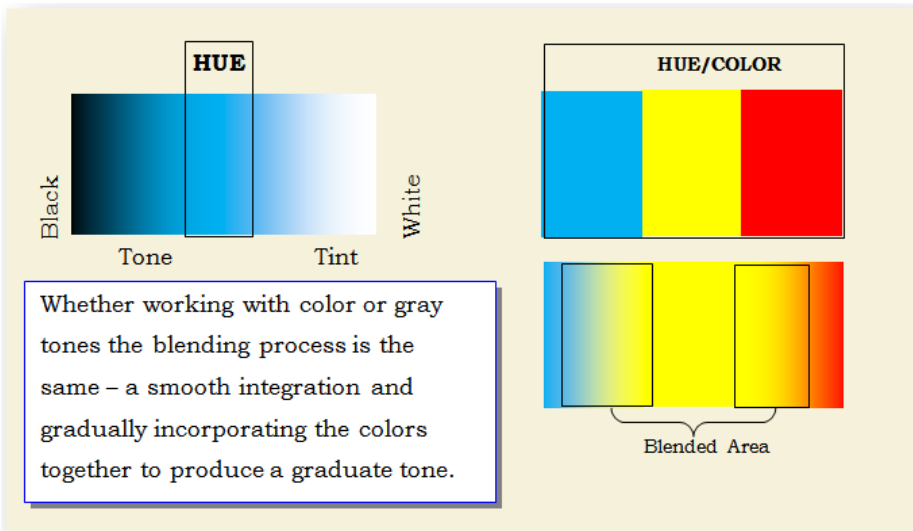 HUE
Black
White
Tone
Tint
Whether working with color or gray
tones the blending process is the
same – a smooth integration and
gradually incorporating the colors
together to produce a graduate tone.
HUE/COLOR
Blended Area